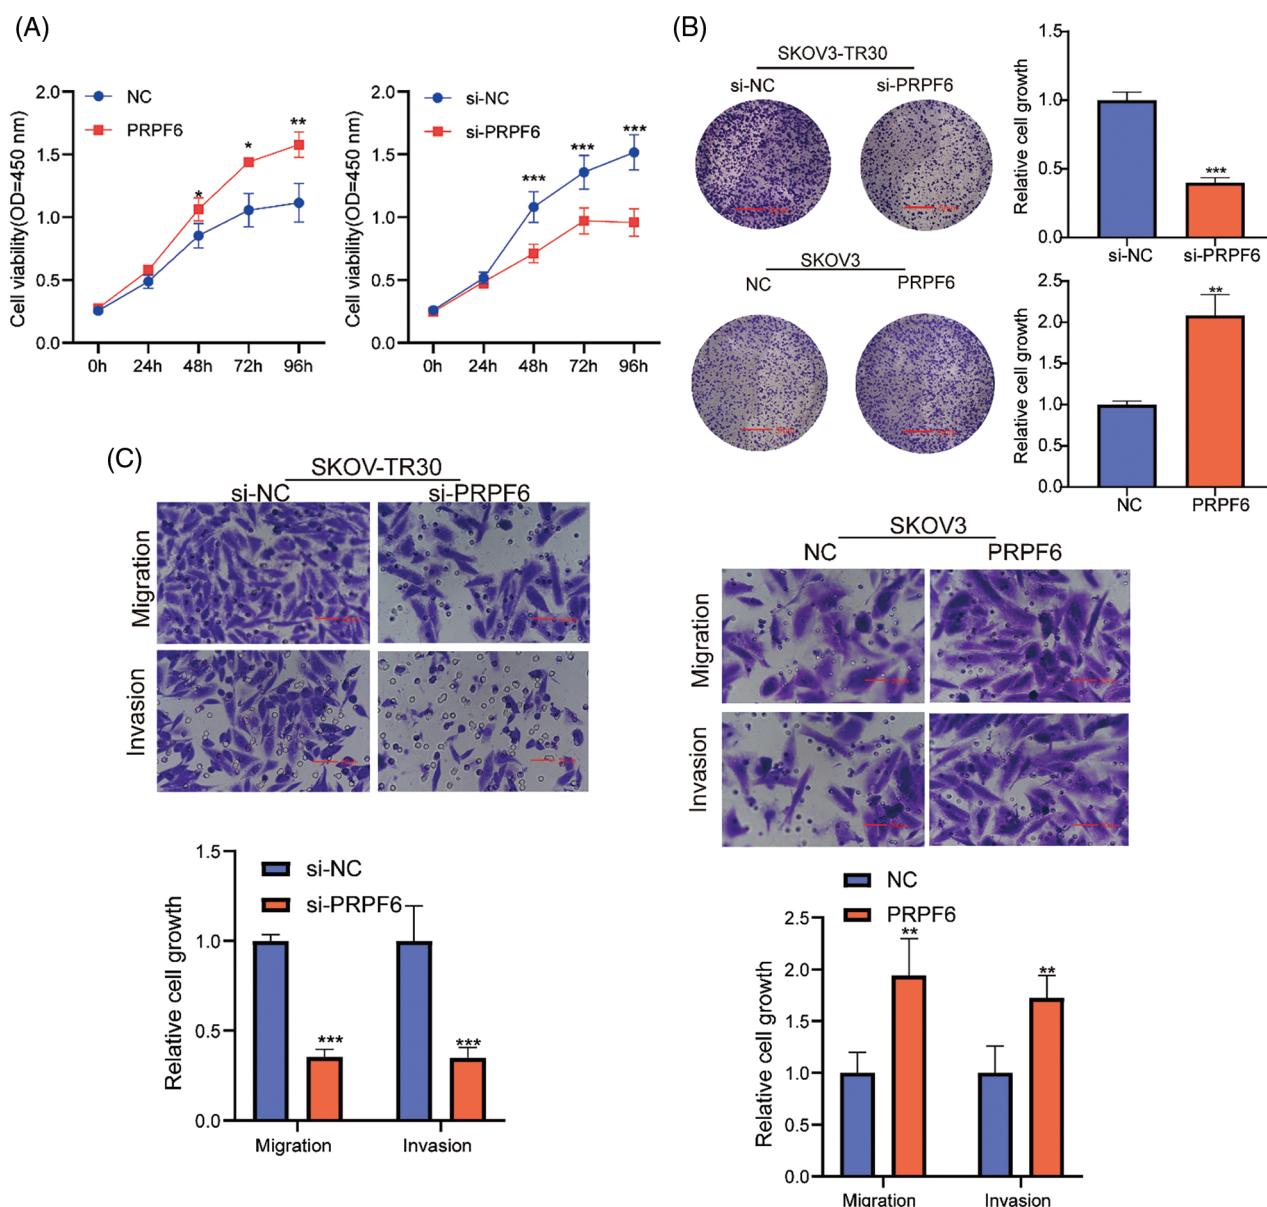 (A)
Cell viability(OD=450 nm)
2.0
1.5
1.0
0.5
0.0
NC
PRPF6
*
*
**
0h 24h 48h 72h 96h
Cell viability(OD=450 nm)
2.0
1.5
1.0
0.5
0.0
si-NC
si-PRPF6
***
***
***
0h 24h 48h 72h 96h
(B)
SKOV3-TR30
si-NC si-PRPF6
Relative cell growth
1.5
1.0
0.5
0.0
***
si-NC si-PRPF6
SKOV3
NC PRPF6
Relative cell growth
2.5
2.0
1.5
1.0
0.5
0.0
**
NC PRPF6
(C)
SKOV-TR30
si-NC si-PRPF6
Migration
Invasion
Relative cell growth
1.5
1.0
0.5
0.0
si-NC
si-PRPF6
***
***
Migration Invasion
SKOV3
NC PRPF6
Migration
Invasion
Relative cell growth
2.5
2.0
1.5
1.0
0.5
0.0
NC
PRPF6
**
**
Migration Invasion